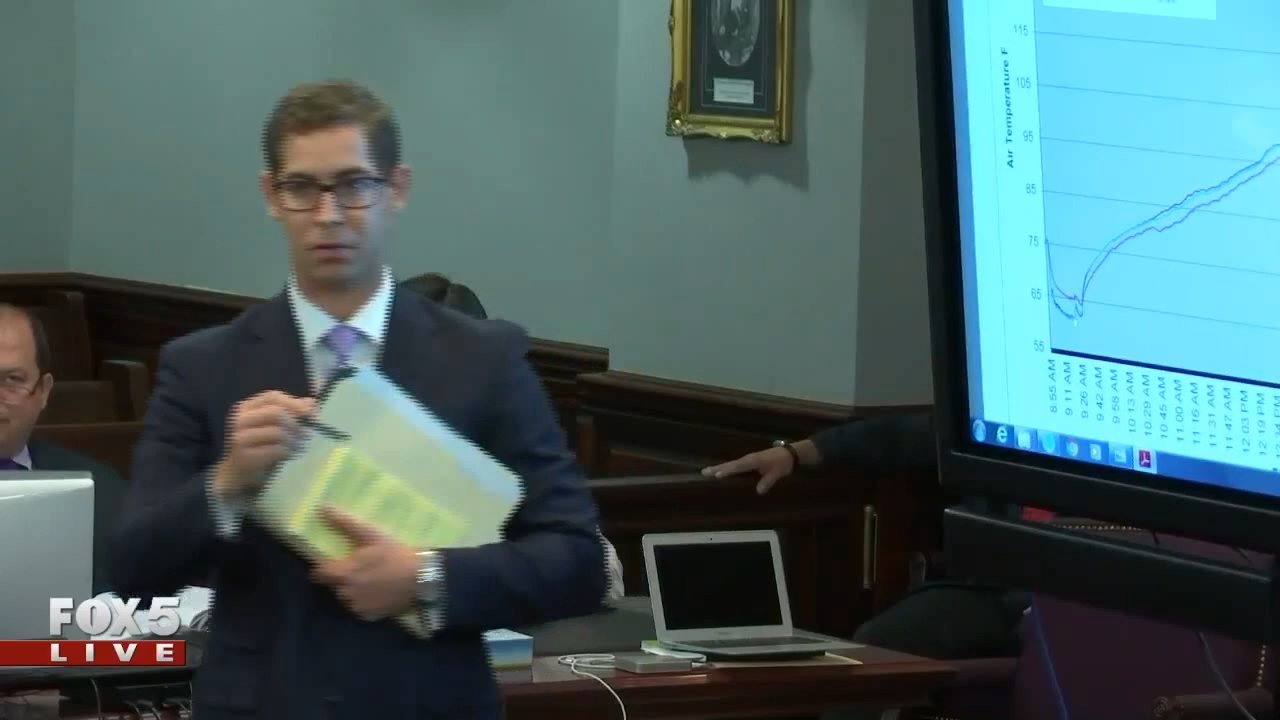 115
105
95
85
75
65
55
Air Temperature F
8:55 AM
9:11 AM
9:26 AM
9:42 AM
9:58 AM
10:13 AM
10:29 AM
10:45 AM
11:00 AM
11:16 AM
11:31 AM
11:47 AM
12:03 PM
12:19 PM
FOX 5
LIVE